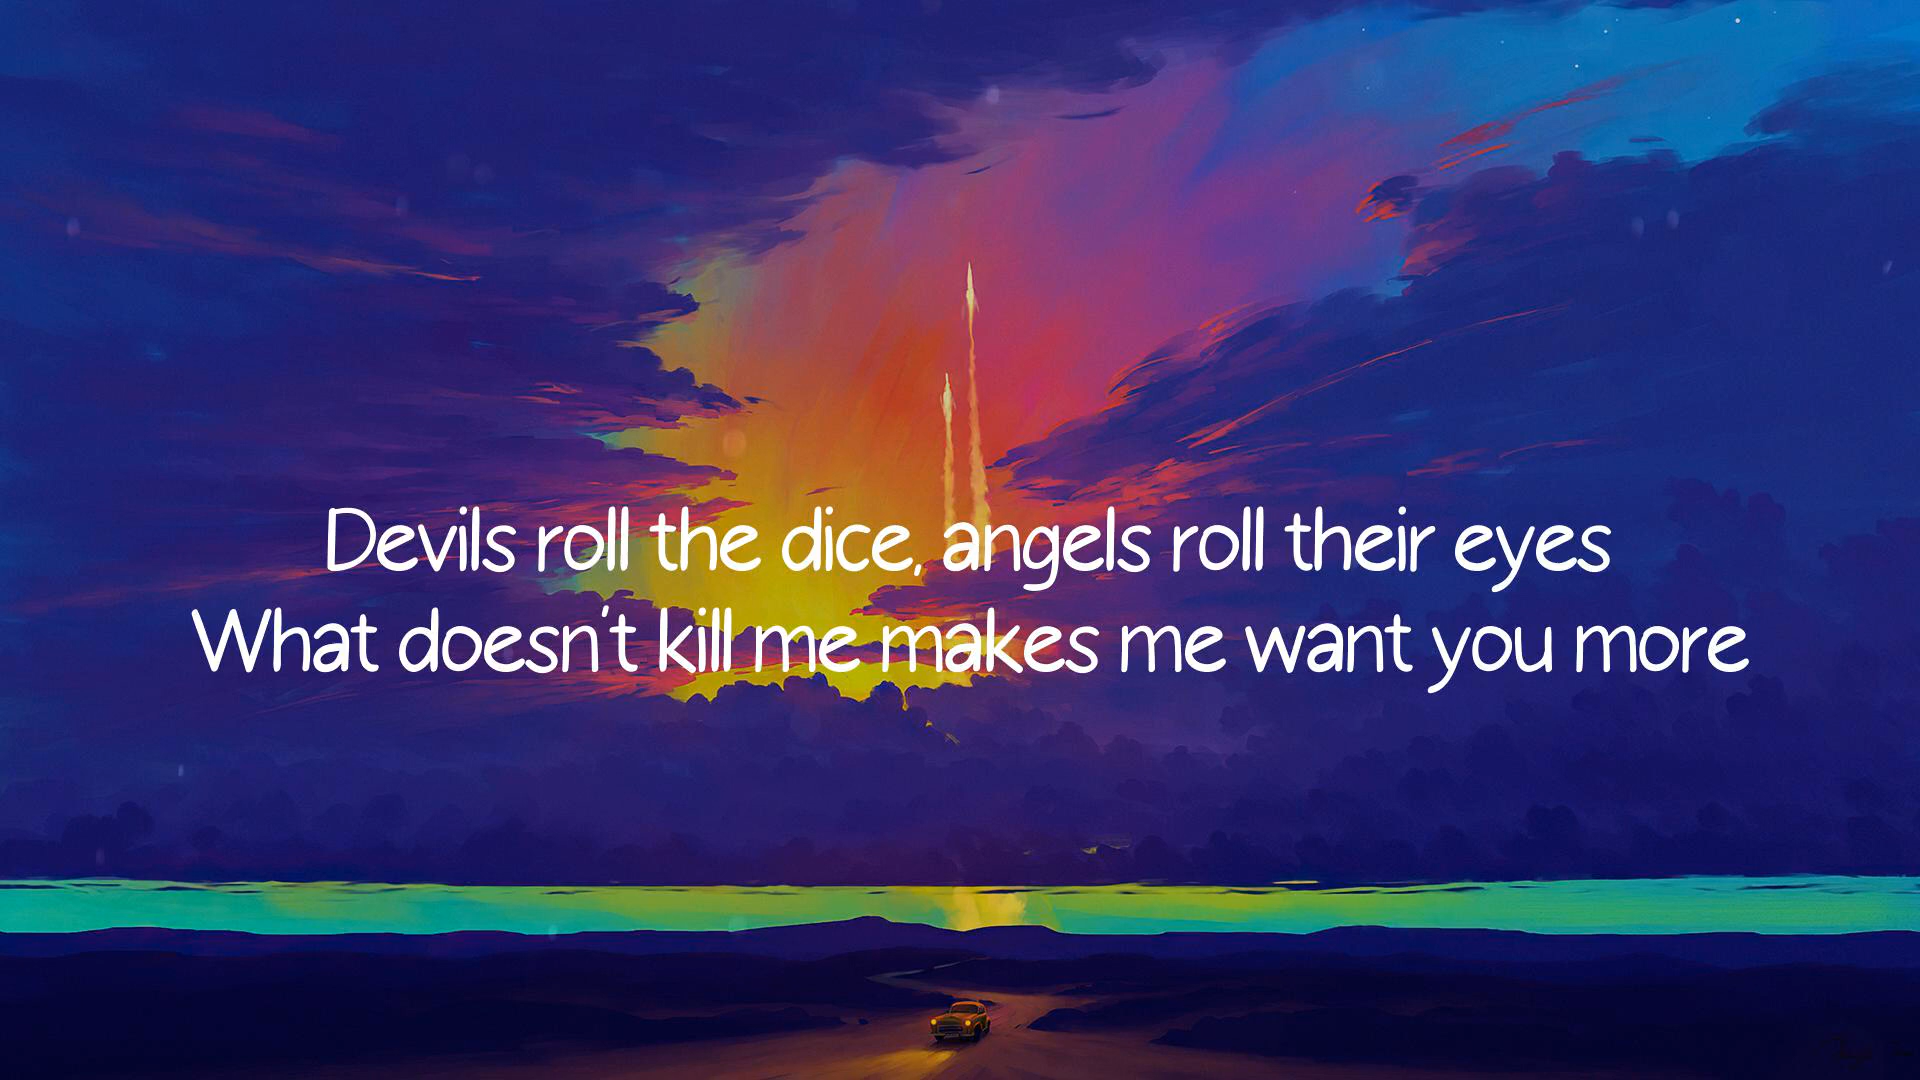 Devils roll the dice, angels roll their eyes
What doesn't kill me makes me want you more